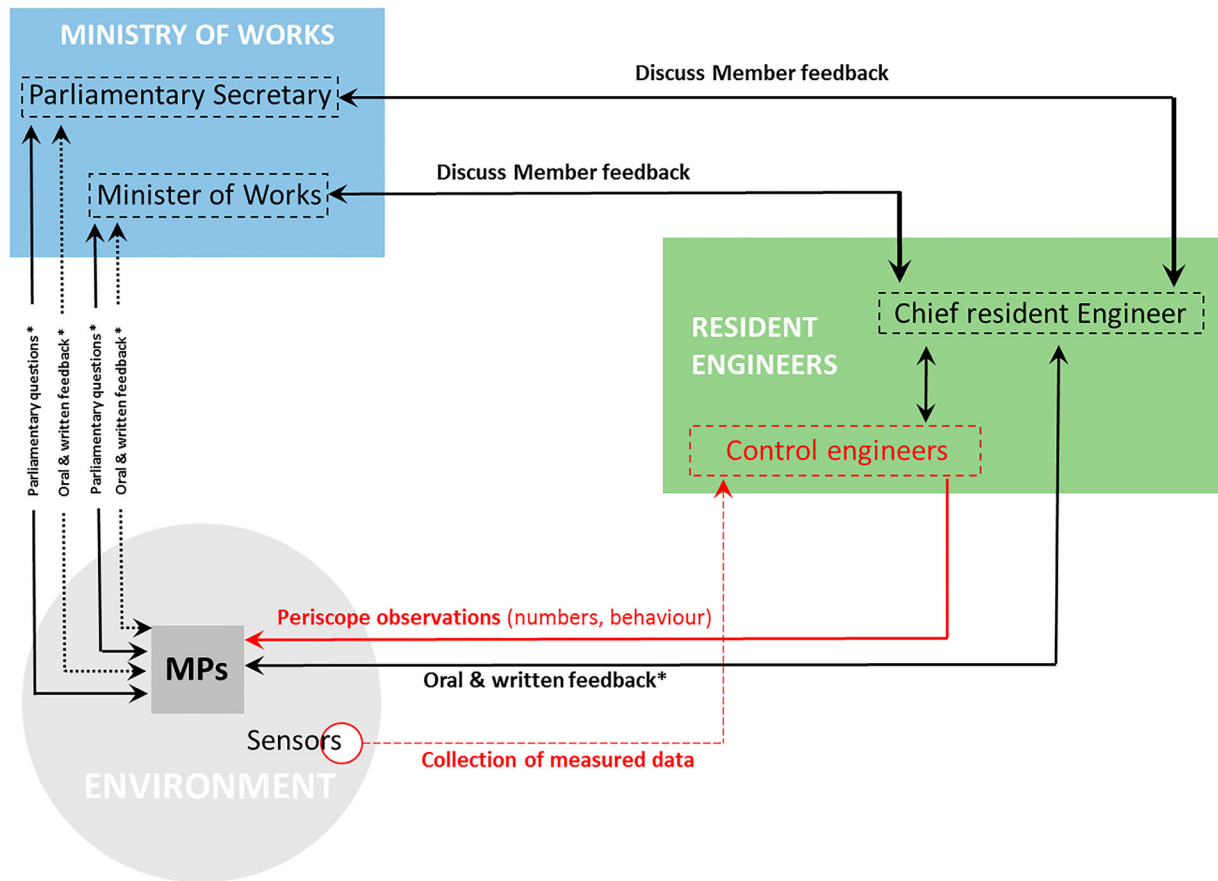 MINISTRY OF WORKS
Parliamentary Secretary
Discuss Member feedback
Minister of Works
Discuss Member feedback
Chief resident Engineer
RESIDENT
ENGINEERS
Control engineers
Parliamentary questions*
Oral & written feedback*
Parliamentary questions*
Oral & written feedback*
Periscope observations (numbers, behaviour)
MPs
Oral & written feedback*
Sensors
Collection of measured data
ENVIRONMENT